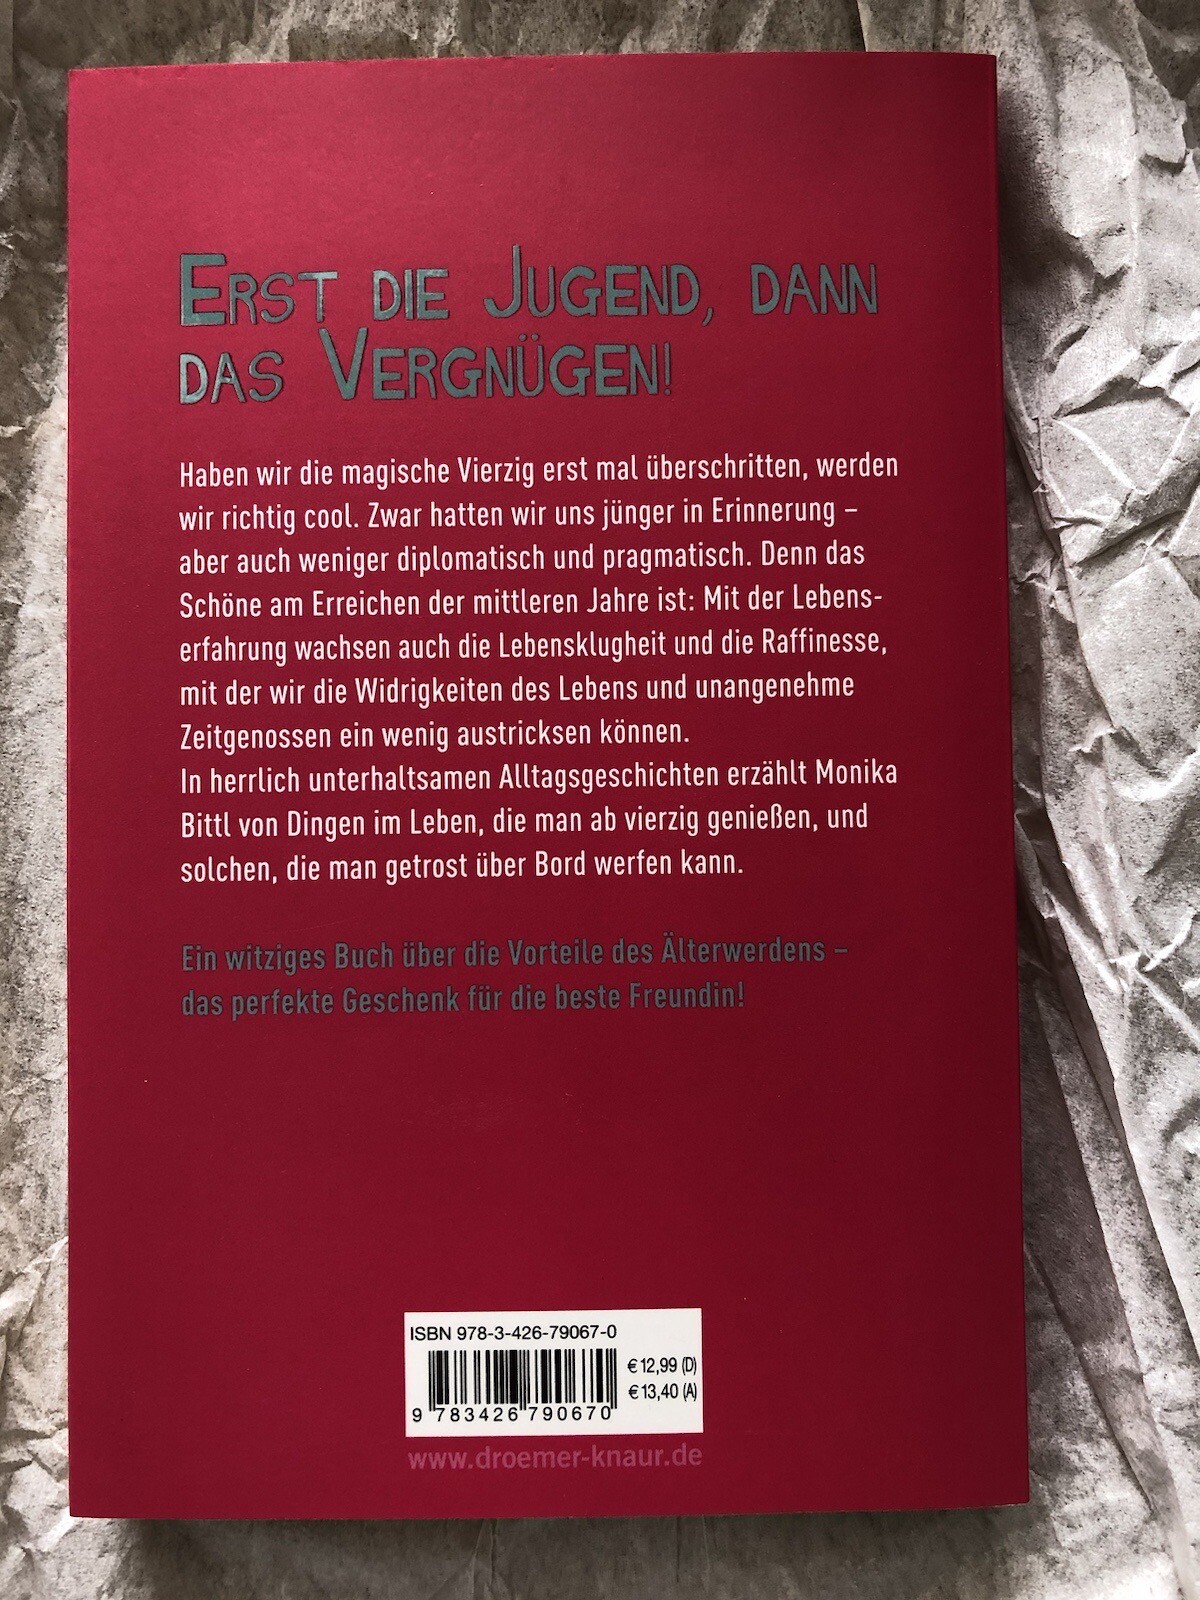 Erst die Jugend, dann
das Vergnügen!
Haben wir die magische Vierzig erst mal überschritten, werden
wir richtig cool. Zwar hatten wir uns jünger in Erinnerung –
aber auch weniger diplomatisch und pragmatisch. Denn das
Schöne am Erreichen der mittleren Jahre ist: Mit der Lebens-
erfahrung wachsen auch die Lebensklugheit und die Raffinesse,
mit der wir die Widrigkeiten des Lebens und unangenehme
Zeitgenossen ein wenig austricksen können.
In herrlich unterhaltsamen Alltagsgeschichten erzählt Monika
Bittl von Dingen im Leben, die man ab vierzig genießen, und
solchen, die man getrost über Bord werfen kann.
Ein witziges Buch über die Vorteile des Älterwerdens –
das perfekte Geschenk für die beste Freundin!
ISBN 978-3-426-79067-0
€ 12,99 (D)
€ 13,40 (A)
9 783426 790670
www.droemer-knaur.de